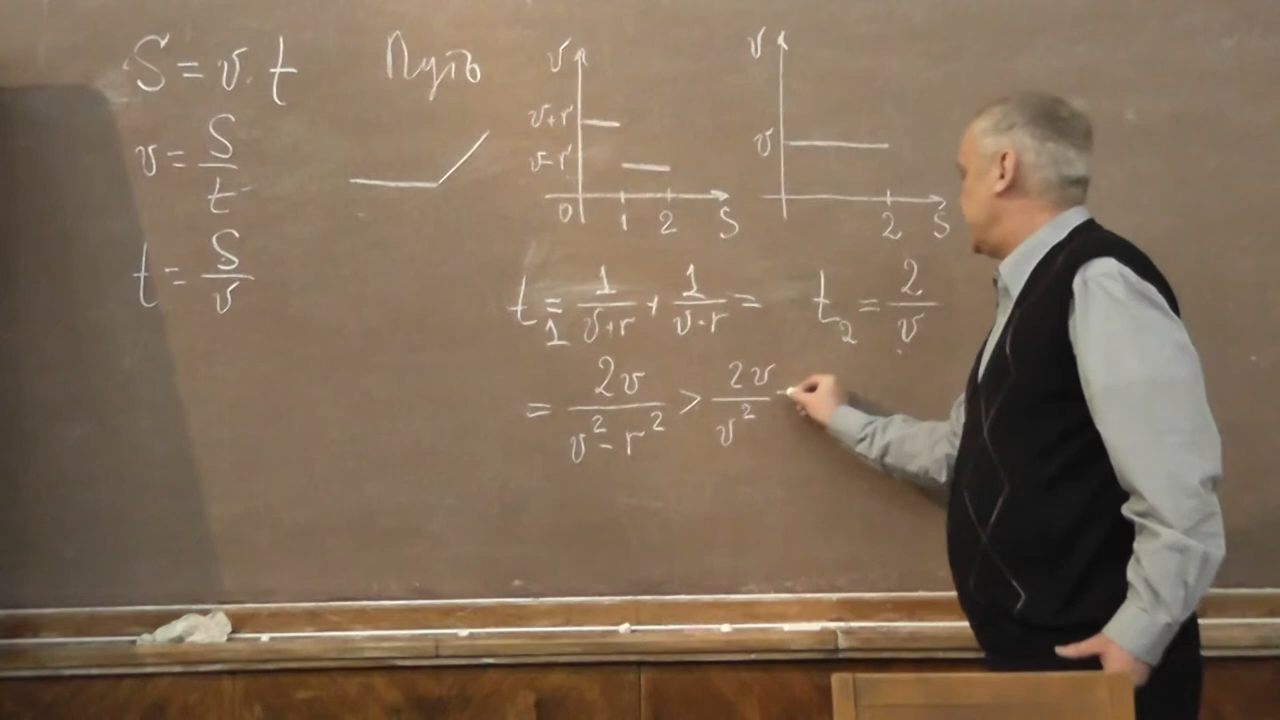 S = v · t
Путь
v = S/t
t = S/v
v
v+r
v-r
0 1 2 S
v
v
2 S
t₁ = 1/(v+r) + 1/(v-r) =
t₂ = 2/v
= 2v/(v²-r²) > 2v/v²